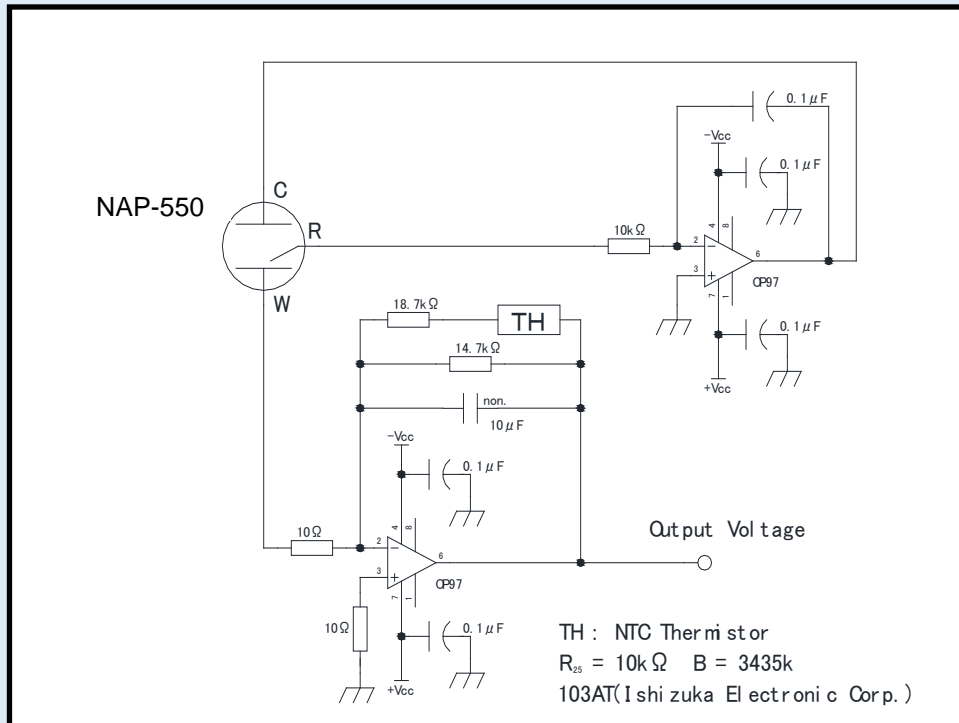 0.1μF
-Vcc
0.1μF
C
NAP-550
R
10kΩ
4
8
2
6
3
OP97
W
7
1
18.7kΩ
TH
0.1μF
14.7kΩ
+Vcc
non.
10μF
-Vcc
0.1μF
4
8
10Ω
2
6
Output Voltage
3
OP97
7
1
10Ω
0.1μF
TH : NTC Thermistor
+Vcc
R25 = 10kΩ B = 3435k
103AT(Ishizuka Electronic Corp.)